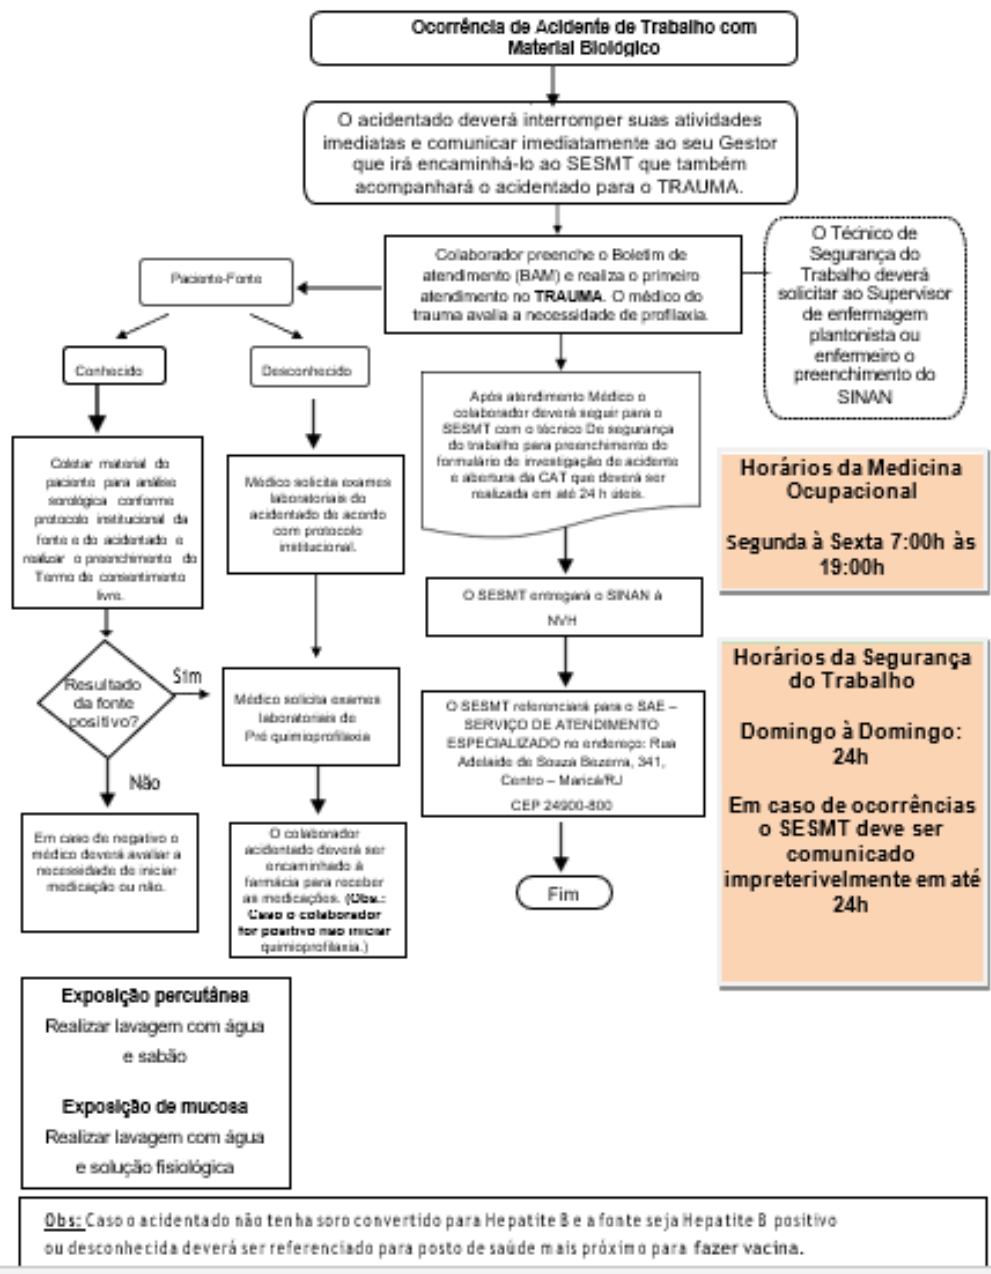 Ocorrência de Acidente de Trabalho com
Material Biológico
O acidentado deverá interromper suas atividades
imediatas e comunicar imediatamente ao seu Gestor
que irá encaminhá-lo ao SESMT que também
acompanhará o acidentado para o TRAUMA.
Colaborador preenche o Boletim de
atendimento (BAM) e realiza o primeiro
atendimento no TRAUMA. O médico do
trauma avalia a necessidade de profilaxia.
O Técnico de
Segurança do
Trabalho deverá
solicitar ao Supervisor
de enfermagem
plantonista ou
enfermeiro o
preenchimento do
SINAN
Paciente-Fonte
Conhecido
Desconhecido
Coletar material do
paciente para análise
sorológica conforme
protocolo institucional da
fonte e do acidentado e
realizar o preenchimento do
Termo de consentimento
livre.
Médico solicita exames
laboratoriais do
acidentado de acordo
com protocolo
institucional.
Após atendimento Médico o
colaborador deverá seguir para o
SESMT com o técnico De segurança
do trabalho para preenchimento do
formulário de investigação de acidente
e abertura da CAT que deverá ser
realizada em até 24 h úteis.
Horários da Medicina
Ocupacional
Segunda à Sexta 7:00h às
19:00h
O SESMT entregará o SINAN à
NVH
Resultado
da fonte
positivo?
Sim
Não
Médico solicita exames
laboratoriais de
Pré quimioprofilaxia
O SESMT referenciará para o SAE –
SERVIÇO DE ATENDIMENTO
ESPECIALIZADO no endereço: Rua
Adelaide de Souza Bezerra, 341,
Centro – Maricá/RJ
CEP 24900-800
Horários da Segurança
do Trabalho
Domingo à Domingo:
24h
Em caso de ocorrências
o SESMT deve ser
comunicado
impreterivelmente em até
24h
Em caso de negativo o
médico deverá avaliar a
necessidade de iniciar
medicação ou não.
O colaborador
acidentado deverá ser
encaminhado à
farmácia para receber
as medicações. (Obs.:
Caso o colaborador
for positivo não iniciar
quimioprofilaxia.)
Fim
Exposição percutânea
Realizar lavagem com água
e sabão
Exposição de mucosa
Realizar lavagem com água
e solução fisiológica
Obs: Caso o acidentado não tenha soro convertido para Hepatite B e a fonte seja Hepatite B positivo
ou desconhecida deverá ser referenciado para posto de saúde mais próximo para fazer vacina.